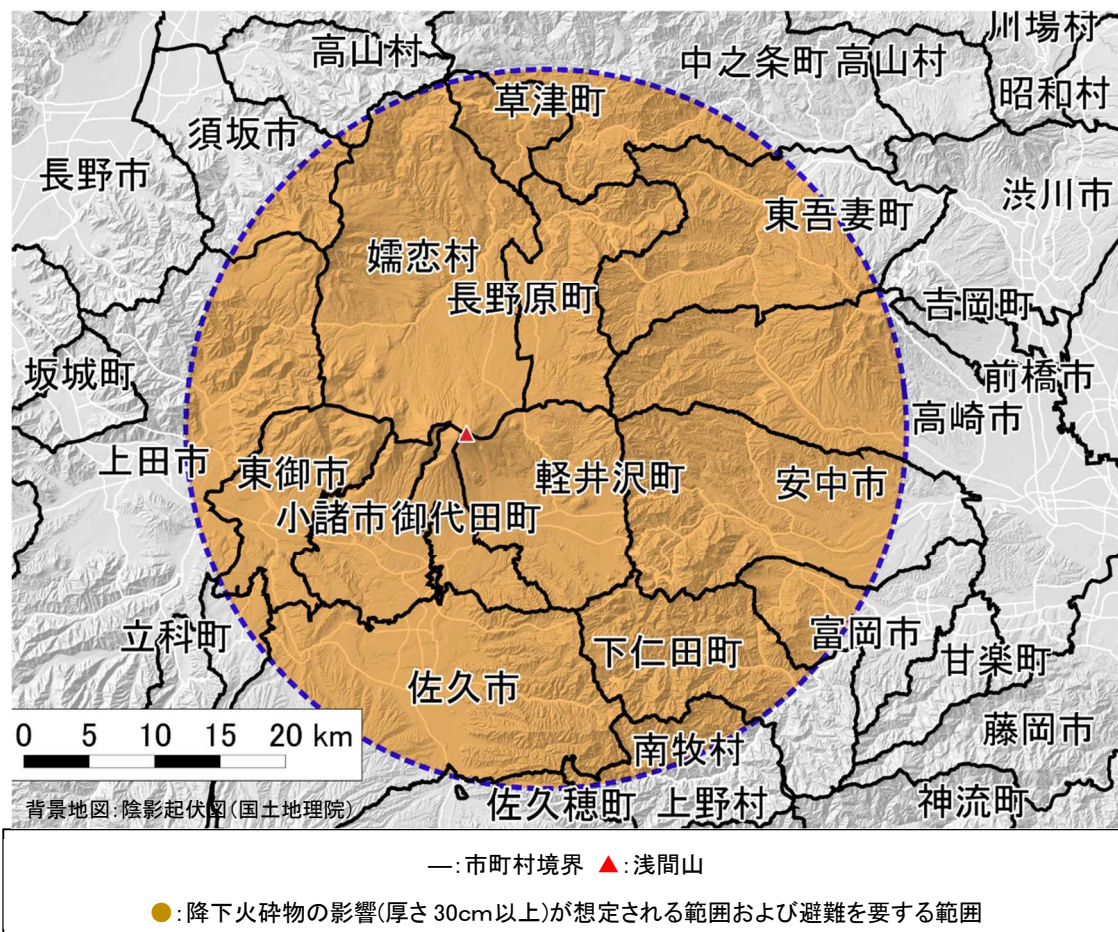 川場村
高山村
中之条町 高山村
草津町
昭和村
須坂市
長野市
渋川市
東吾妻町
嬬恋村
長野原町
吉岡町
坂城町
前橋市
高崎市
上田市
東御市
軽井沢町
安中市
小諸市 御代田町
立科町
下仁田町
富岡市
甘楽町
佐久市
藤岡市
0 5 10 15 20 km
南牧村
佐久穂町 上野村
神流町
背景地図:陰影起伏図(国土地理院)
―:市町村境界 ▲:浅間山
●:降下火砕物の影響(厚さ 30cm以上)が想定される範囲および避難を要する範囲